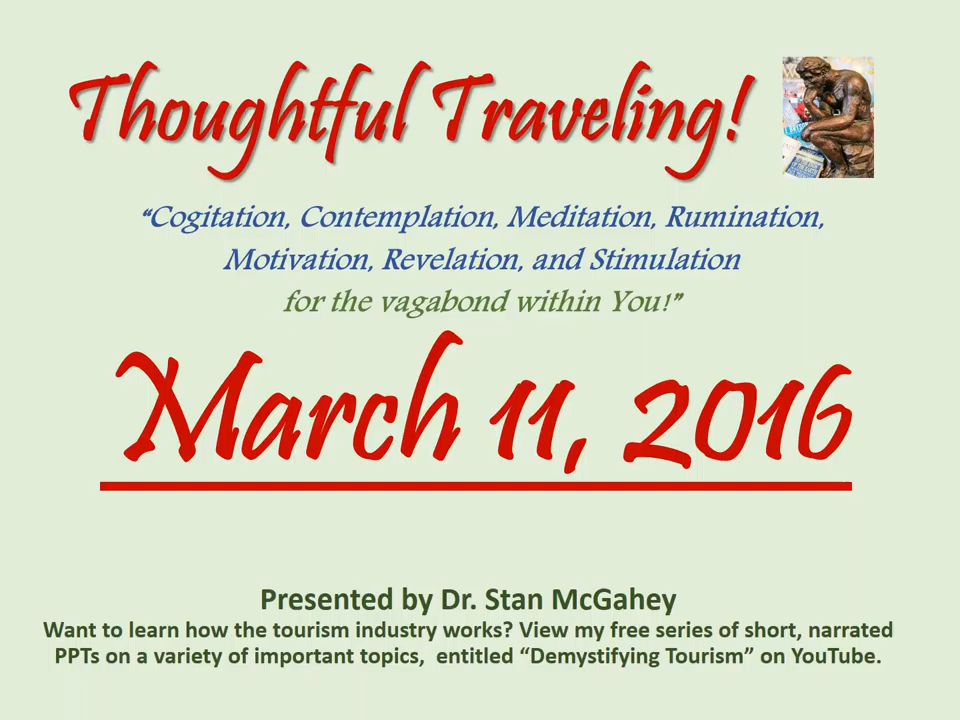 Thoughtful Traveling!
“Cogitation, Contemplation, Meditation, Rumination,
Motivation, Revelation, and Stimulation
for the vagabond within You!”
March 11, 2016
Presented by Dr. Stan McGahey
Want to learn how the tourism industry works? View my free series of short, narrated
PPTs on a variety of important topics,  entitled “Demystifying Tourism” on YouTube.